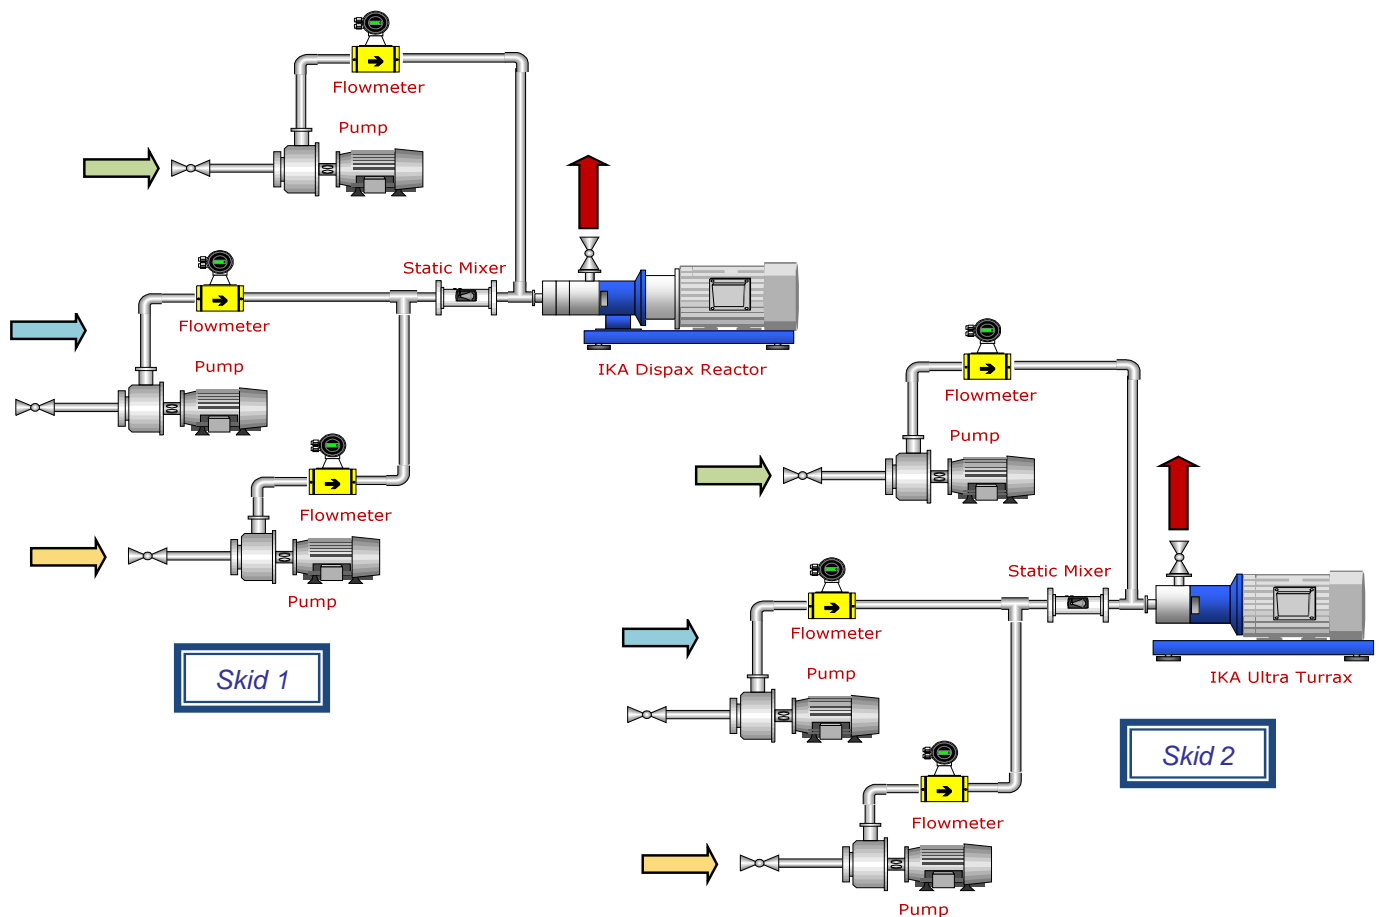 Flowmeter
Pump
Static Mixer
Flowmeter
IKA Dispax Reactor
Pump
Flowmeter
Pump
Skid 1
Flowmeter
Pump
Static Mixer
Flowmeter
IKA Ultra Turrax
Pump
Skid 2
Flowmeter
Pump